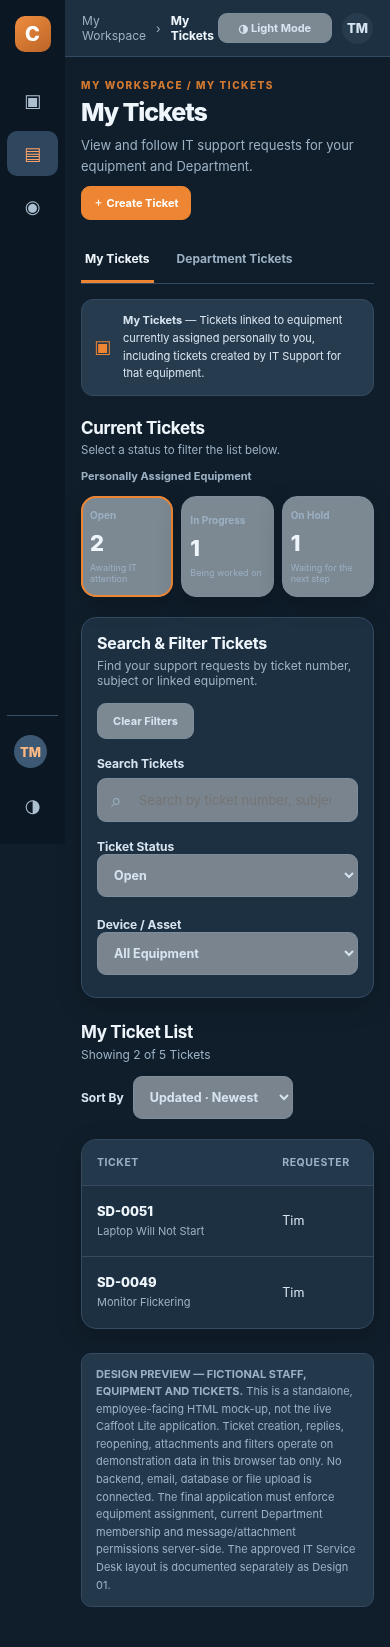 C
My Workspace › My Tickets
◑ Light Mode
TM
MY WORKSPACE / MY TICKETS
My Tickets
View and follow IT support requests for your
equipment and Department.
+ Create Ticket
My Tickets
Department Tickets
My Tickets — Tickets linked to equipment
currently assigned personally to you,
including tickets created by IT Support for
that equipment.
Current Tickets
Select a status to filter the list below.
Personally Assigned Equipment
Open
2
Awaiting IT
attention
In Progress
1
Being worked on
On Hold
1
Waiting for the
next step
Search & Filter Tickets
Find your support requests by ticket number,
subject or linked equipment.
Clear Filters
Search Tickets
Search by ticket number, subje
Ticket Status
Open
TM
Device / Asset
All Equipment
My Ticket List
Showing 2 of 5 Tickets
Sort By
Updated · Newest
TICKET REQUESTER
SD-0051
Laptop Will Not Start
Tim
SD-0049
Monitor Flickering
Tim
DESIGN PREVIEW — FICTIONAL STAFF,
EQUIPMENT AND TICKETS. This is a standalone,
employee-facing HTML mock-up, not the live
Caffoot Lite application. Ticket creation, replies,
reopening, attachments and filters operate on
demonstration data in this browser tab only. No
backend, email, database or file upload is
connected. The final application must enforce
equipment assignment, current Department
membership and message/attachment
permissions server-side. The approved IT Service
Desk layout is documented separately as Design
01.